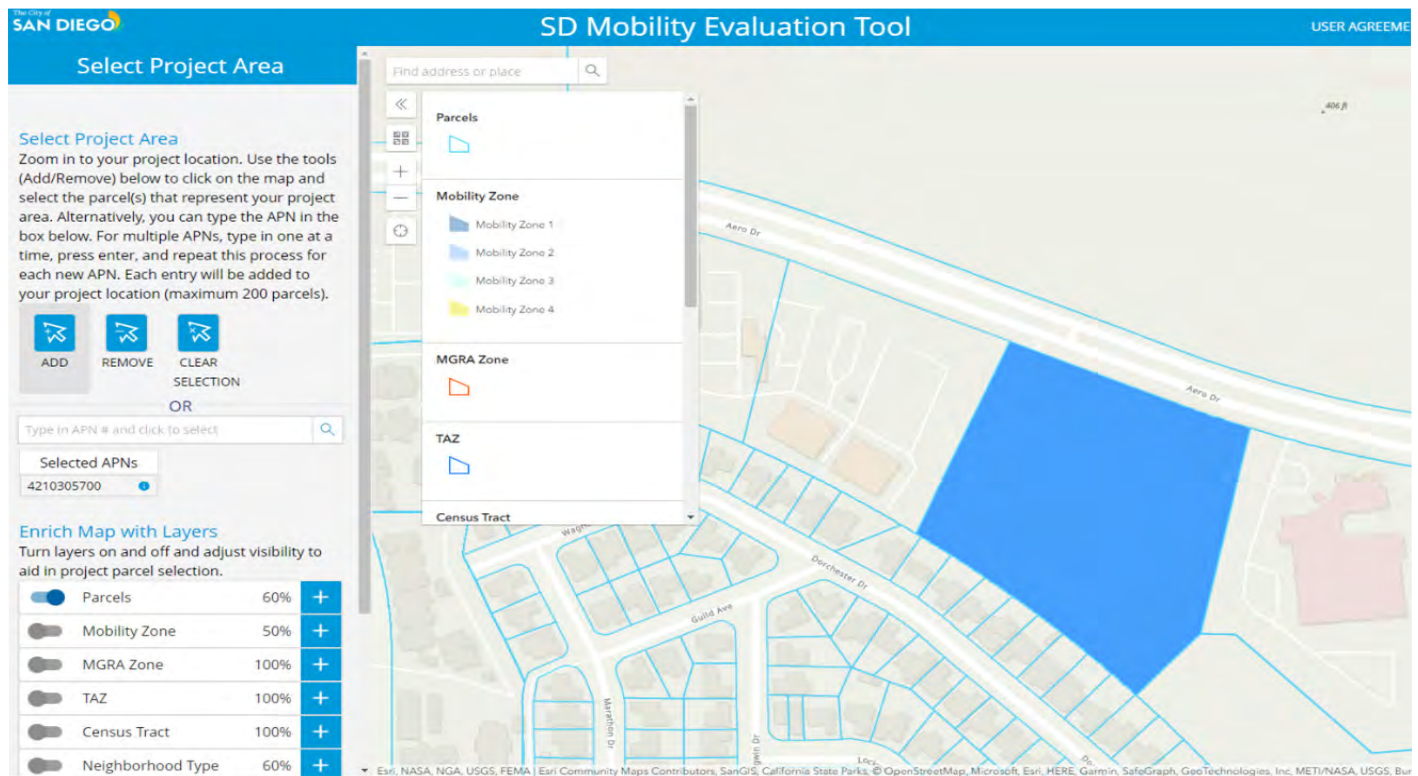 The City of
SAN DIEGO
SD Mobility Evaluation Tool
USER AGREEME
Select Project Area
Select Project Area
Zoom in to your project location. Use the tools
(Add/Remove) below to click on the map and
select the parcel(s) that represent your project
area. Alternatively, you can type the APN in the
box below. For multiple APNs, type in one at a
time, press enter, and repeat this process for
each new APN. Each entry will be added to
your project location (maximum 200 parcels).
ADD
REMOVE
CLEAR
SELECTION
OR
Type in APN # and click to select
Selected APNs
4210305700
Enrich Map with Layers
Turn layers on and off and adjust visibility to
aid in project parcel selection.
Parcels 60%
Mobility Zone 50%
MGRA Zone 100%
TAZ 100%
Census Tract 100%
Neighborhood Type 60%
Find address or place
Parcels
Mobility Zone
Mobility Zone 1
Mobility Zone 2
Mobility Zone 3
Mobility Zone 4
MGRA Zone
TAZ
Census Tract
406 ft
Aero Dr
Aero Dr
Dorchester Dr
Guild Ave
Marathon Dr
Esri, NASA, NGA, USGS, FEMA | Esri Community Maps Contributors, SanGIS, California State Parks, © OpenStreetMap, Microsoft, Esri, HERE, Garmin, SafeGraph, GeoTechnologies, Inc, METI/NASA, USGS, Bur